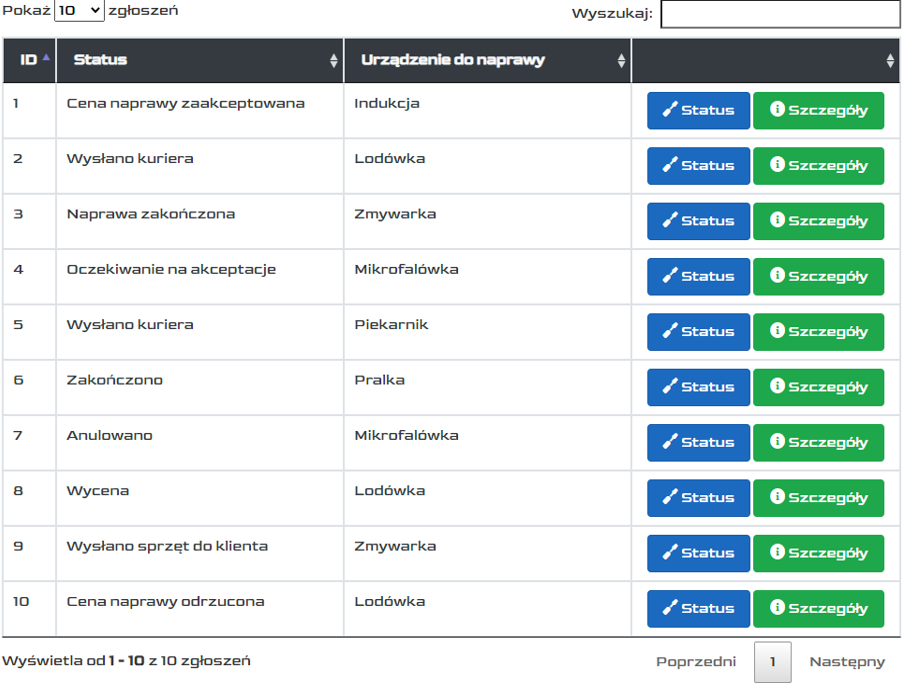 Pokaż 10 zgłoszeń Wyszukaj:
ID Status Urządzenie do naprawy
1 Cena naprawy zaakceptowana Indukcja Status Szczegóły
2 Wysłano kuriera Lodówka Status Szczegóły
3 Naprawa zakończona Zmywarka Status Szczegóły
4 Oczekiwanie na akceptacje Mikrofalówka Status Szczegóły
5 Wysłano kuriera Piekarnik Status Szczegóły
6 Zakończono Pralka Status Szczegóły
7 Anulowano Mikrofalówka Status Szczegóły
8 Wycena Lodówka Status Szczegóły
9 Wysłano sprzęt do klienta Zmywarka Status Szczegóły
10 Cena naprawy odrzucona Lodówka Status Szczegóły
Wyświetla od 1 - 10 z 10 zgłoszeń Poprzedni 1 Następny